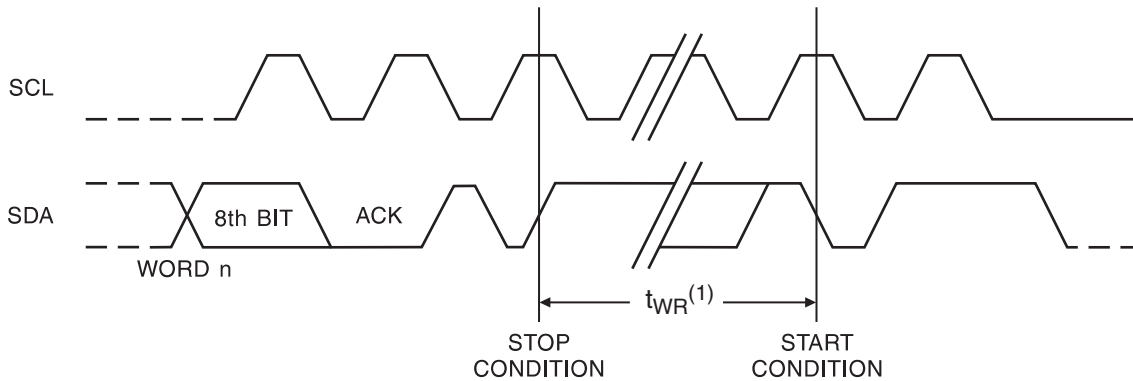 SCL
SDA
8th BIT
ACK
WORD n
tWR(1)
STOP
CONDITION
START
CONDITION